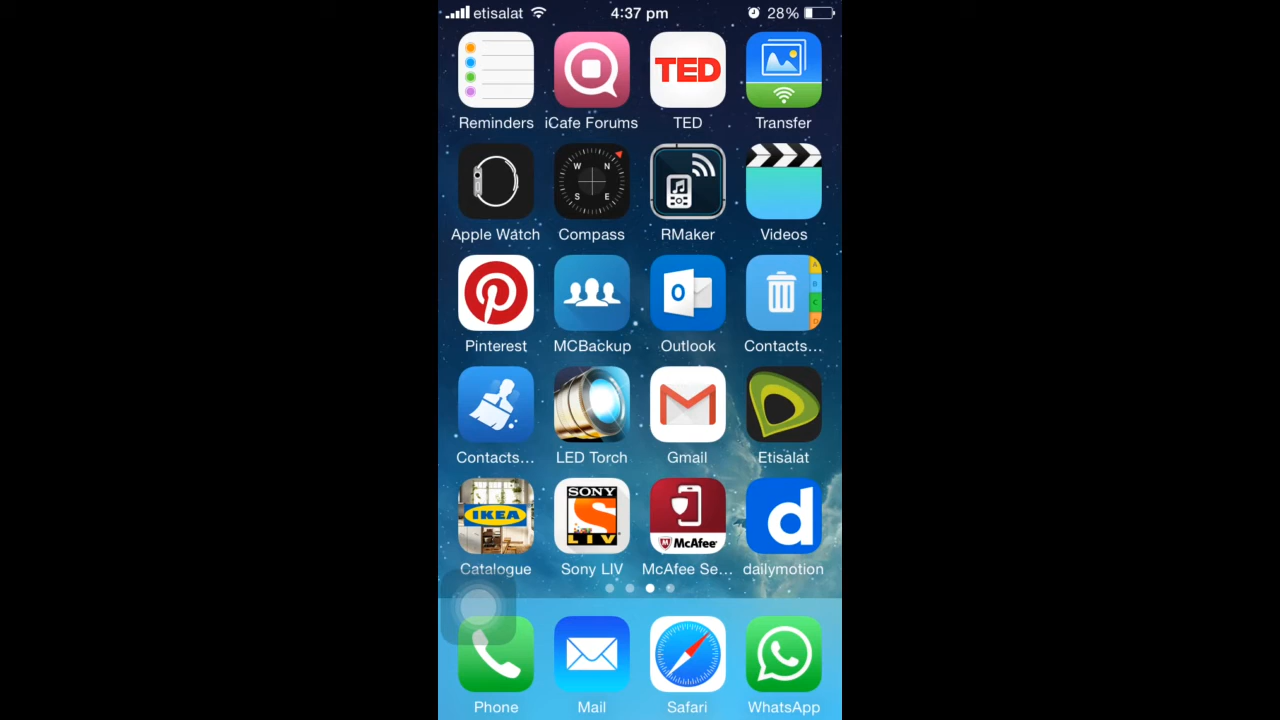 etisalat 4:37 pm 28%
Reminders iCafe Forums TED Transfer
TED
W N
S E
Apple Watch Compass RMaker Videos
O
A
B
C
D
Pinterest MCBackup Outlook Contacts...
Contacts... LED Torch Gmail Etisalat
IKEA
SONY
S
LIV
McAfee
d
Catalogue Sony LIV McAfee Se... dailymotion
Phone Mail Safari WhatsApp